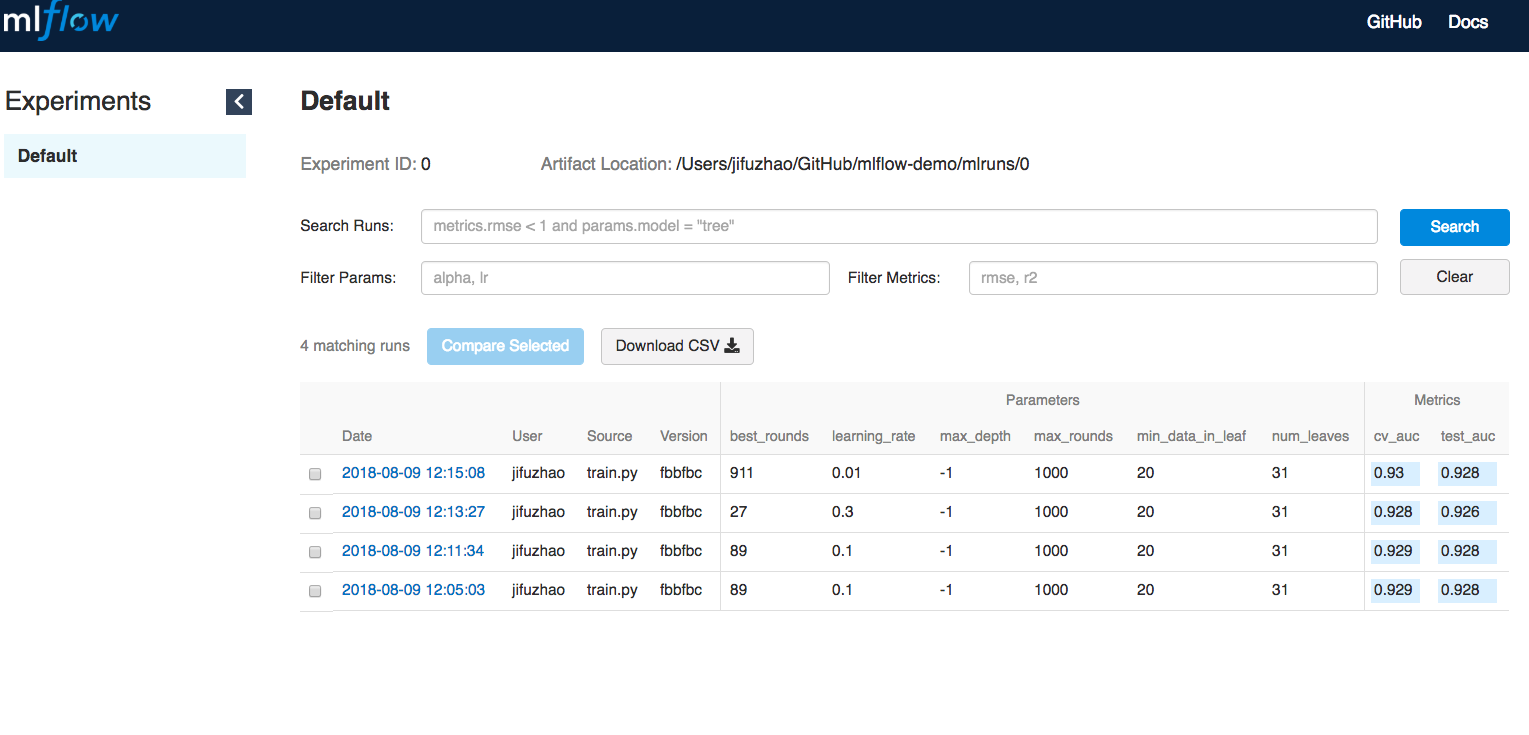 mlflow GitHub Docs
Experiments
Default
Default
Experiment ID: 0 Artifact Location: /Users/jifuzhao/GitHub/mlflow-demo/mlruns/0
Search Runs: metrics.rmse < 1 and params.model = "tree" Search
Filter Params: alpha, lr Filter Metrics: rmse, r2 Clear
4 matching runs Compare Selected Download CSV
Parameters Metrics
Date User Source Version best_rounds learning_rate max_depth max_rounds min_data_in_leaf num_leaves cv_auc test_auc
2018-08-09 12:15:08 jifuzhao train.py fbbfbc 911 0.01 -1 1000 20 31 0.93 0.928
2018-08-09 12:13:27 jifuzhao train.py fbbfbc 27 0.3 -1 1000 20 31 0.928 0.926
2018-08-09 12:11:34 jifuzhao train.py fbbfbc 89 0.1 -1 1000 20 31 0.929 0.928
2018-08-09 12:05:03 jifuzhao train.py fbbfbc 89 0.1 -1 1000 20 31 0.929 0.928